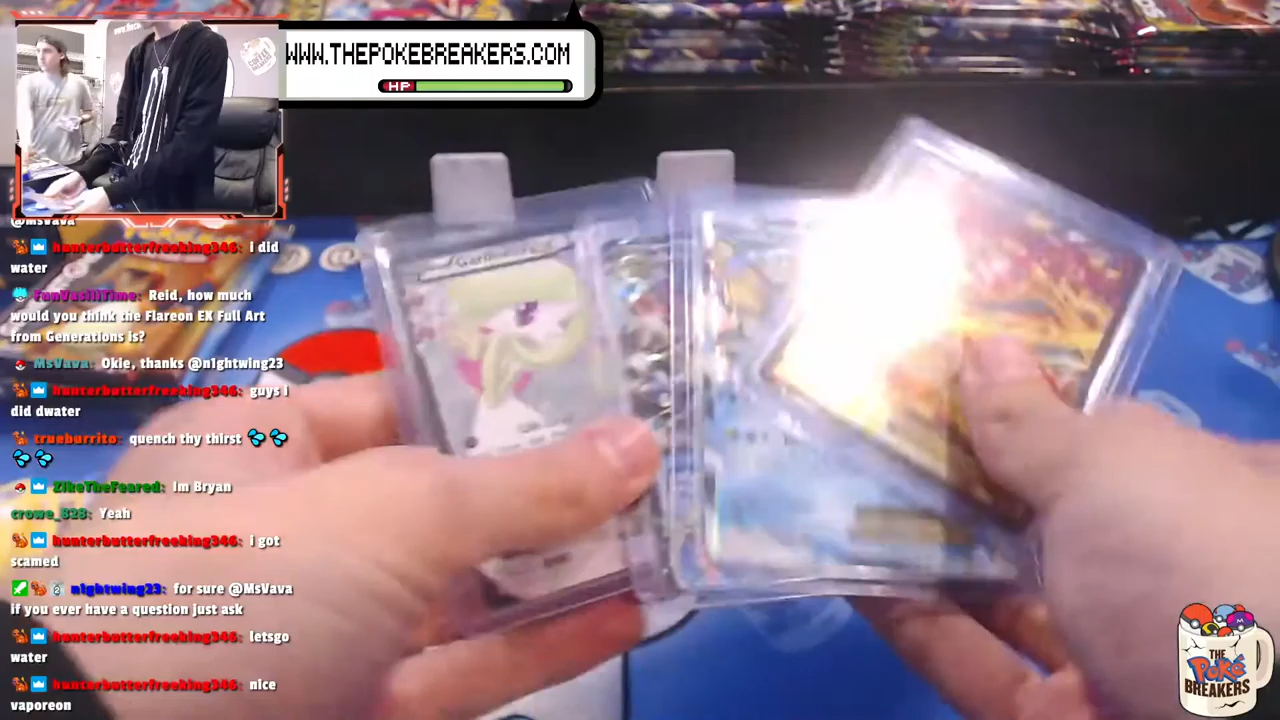 WWW.THEPOKEBREAKERS.COM
HP
@MsVava
hunterbutterfreeking346: i did
water
FunVasiliTime: Reid, how much
would you think the Flareon EX Full Art
from Generations is?
MsVava: Okie, thanks @n1ghtwing23
hunterbutterfreeking346: guys I
did dwater
trueburrito: quench thy thirst 💦💦
💦💦
ZikeTheFeared: Im Bryan
crowe_828: Yeah
hunterbutterfreeking346: i got
scamed
n1ghtwing23: for sure @MsVava
if you ever have a question just ask
hunterbutterfreeking346: letsgo
water
hunterbutterfreeking346: nice
vaporeon
THE
Poké
BREAKERS